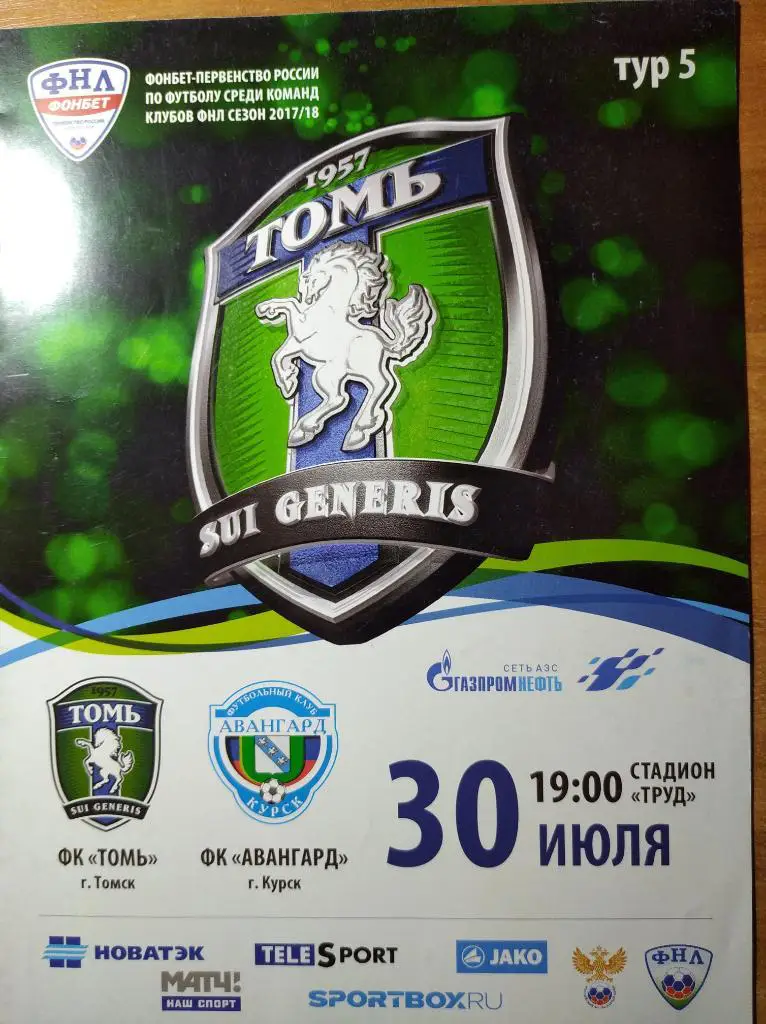 ФНЛ
ФОНБЕТ
ФОНБЕТ-ПЕРВЕНСТВО РОССИИ
ПО ФУТБОЛУ СРЕДИ КОМАНД
КЛУБОВ ФНЛ СЕЗОН 2017/18
тур 5
1957
ТОМЬ
SUI GENERIS
СЕТЬ АЗС
ГАЗПРОМНЕФТЬ
1957
ТОМЬ
SUI GENERIS
ФУТБОЛЬНЫЙ КЛУБ
АВАНГАРД
КУРСК
ФК «ТОМЬ»
г. Томск
ФК «АВАНГАРД»
г. Курск
30
19:00
СТАДИОН
«ТРУД»
ИЮЛЯ
НОВАТЭК
TELESPORT
JAKO
ФНЛ
МАТЧ!
НАШ СПОРТ
SPORTBOX.RU